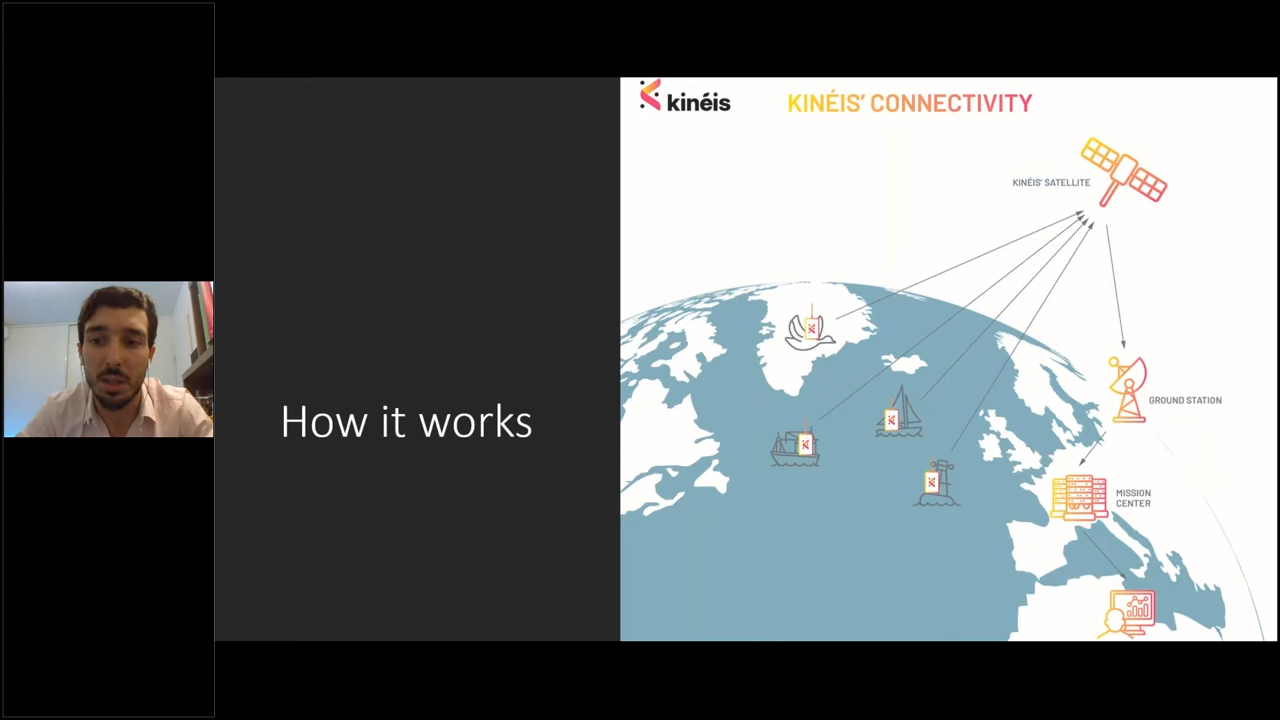 How it works
kinéis
KINÉIS’ CONNECTIVITY
KINÉIS’ SATELLITE
GROUND STATION
MISSION
CENTER